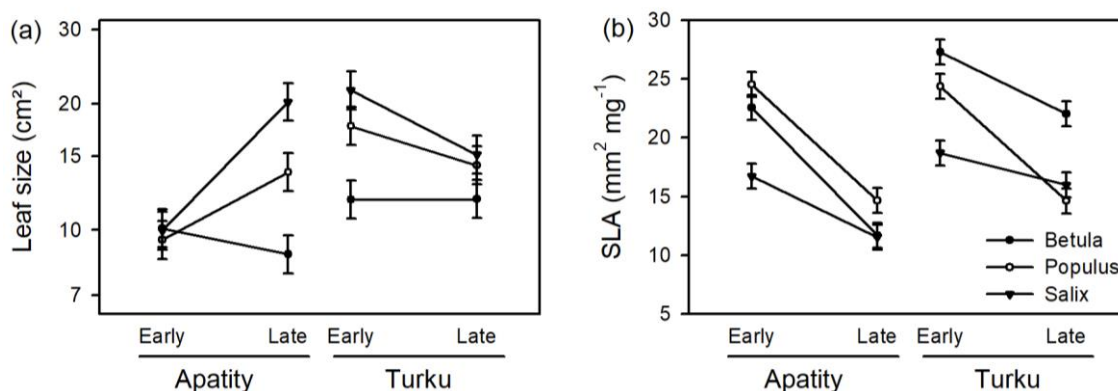 (a)
Leaf size (cm²)
30
20
15
10
7
Early Late Early Late
Apatity Turku
(b)
SLA (mm² mg⁻¹)
30
25
20
15
10
5
Betula
Populus
Salix
Early Late Early Late
Apatity Turku